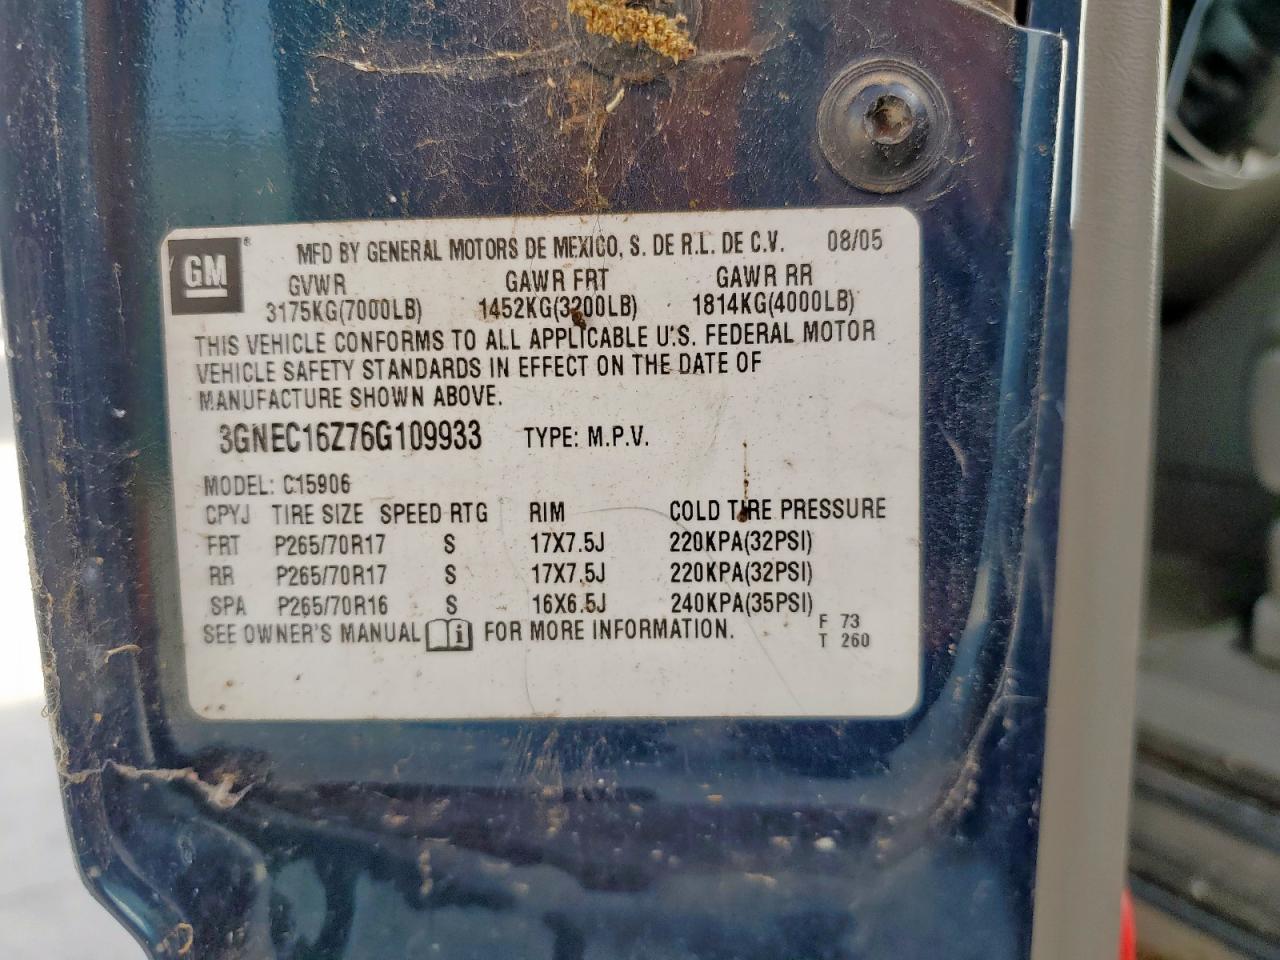 GM® MFD BY GENERAL MOTORS DE MEXICO, S. DE R.L. DE C.V. 08/05
GVWR GAWR FRT GAWR RR
3175KG(7000LB) 1452KG(3200LB) 1814KG(4000LB)
THIS VEHICLE CONFORMS TO ALL APPLICABLE U.S. FEDERAL MOTOR
VEHICLE SAFETY STANDARDS IN EFFECT ON THE DATE OF
MANUFACTURE SHOWN ABOVE.
3GNEC16Z76G109933 TYPE: M.P.V.
MODEL: C15906
CPYJ TIRE SIZE SPEED RTG RIM COLD TIRE PRESSURE
FRT P265/70R17 S 17X7.5J 220KPA(32PSI)
RR P265/70R17 S 17X7.5J 220KPA(32PSI)
SPA P265/70R16 S 16X6.5J 240KPA(35PSI)
SEE OWNER'S MANUAL FOR MORE INFORMATION. F 73
T 260